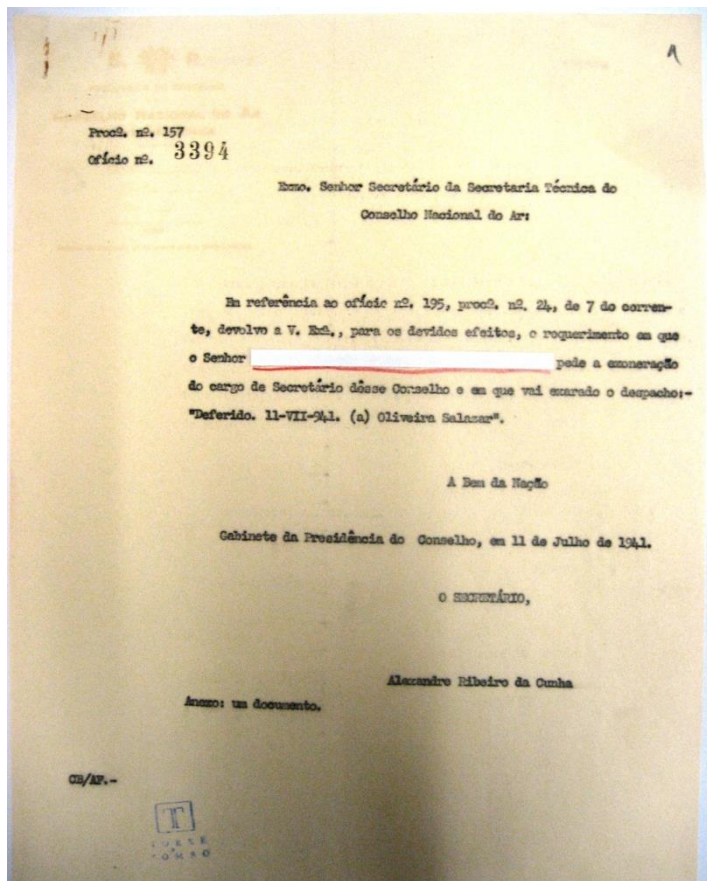 Procº. nº. 157
Ofício nº. 3394
Exmo. Senhor Secretário da Secretaria Técnica do
Conselho Nacional do Ar:
Em referência ao ofício nº. 195, procº. nº. 24, de 7 do corren-
te, devolvo a V. Exª., para os devidos efeitos, o requerimento em que
o Senhor pede a exoneração
do cargo de Secretário dêsse Conselho e em que vai exarado o despacho:-
"Deferido. 11-VII-941. (a) Oliveira Salazar".
A Bem da Nação
Gabinete da Presidência do Conselho, em 11 de Julho de 1941.
O SECRETÁRIO,
Alexandre Ribeiro da Cunha
Anexo: um documento.
CB/AF.-
T
TORRE
TOMBO